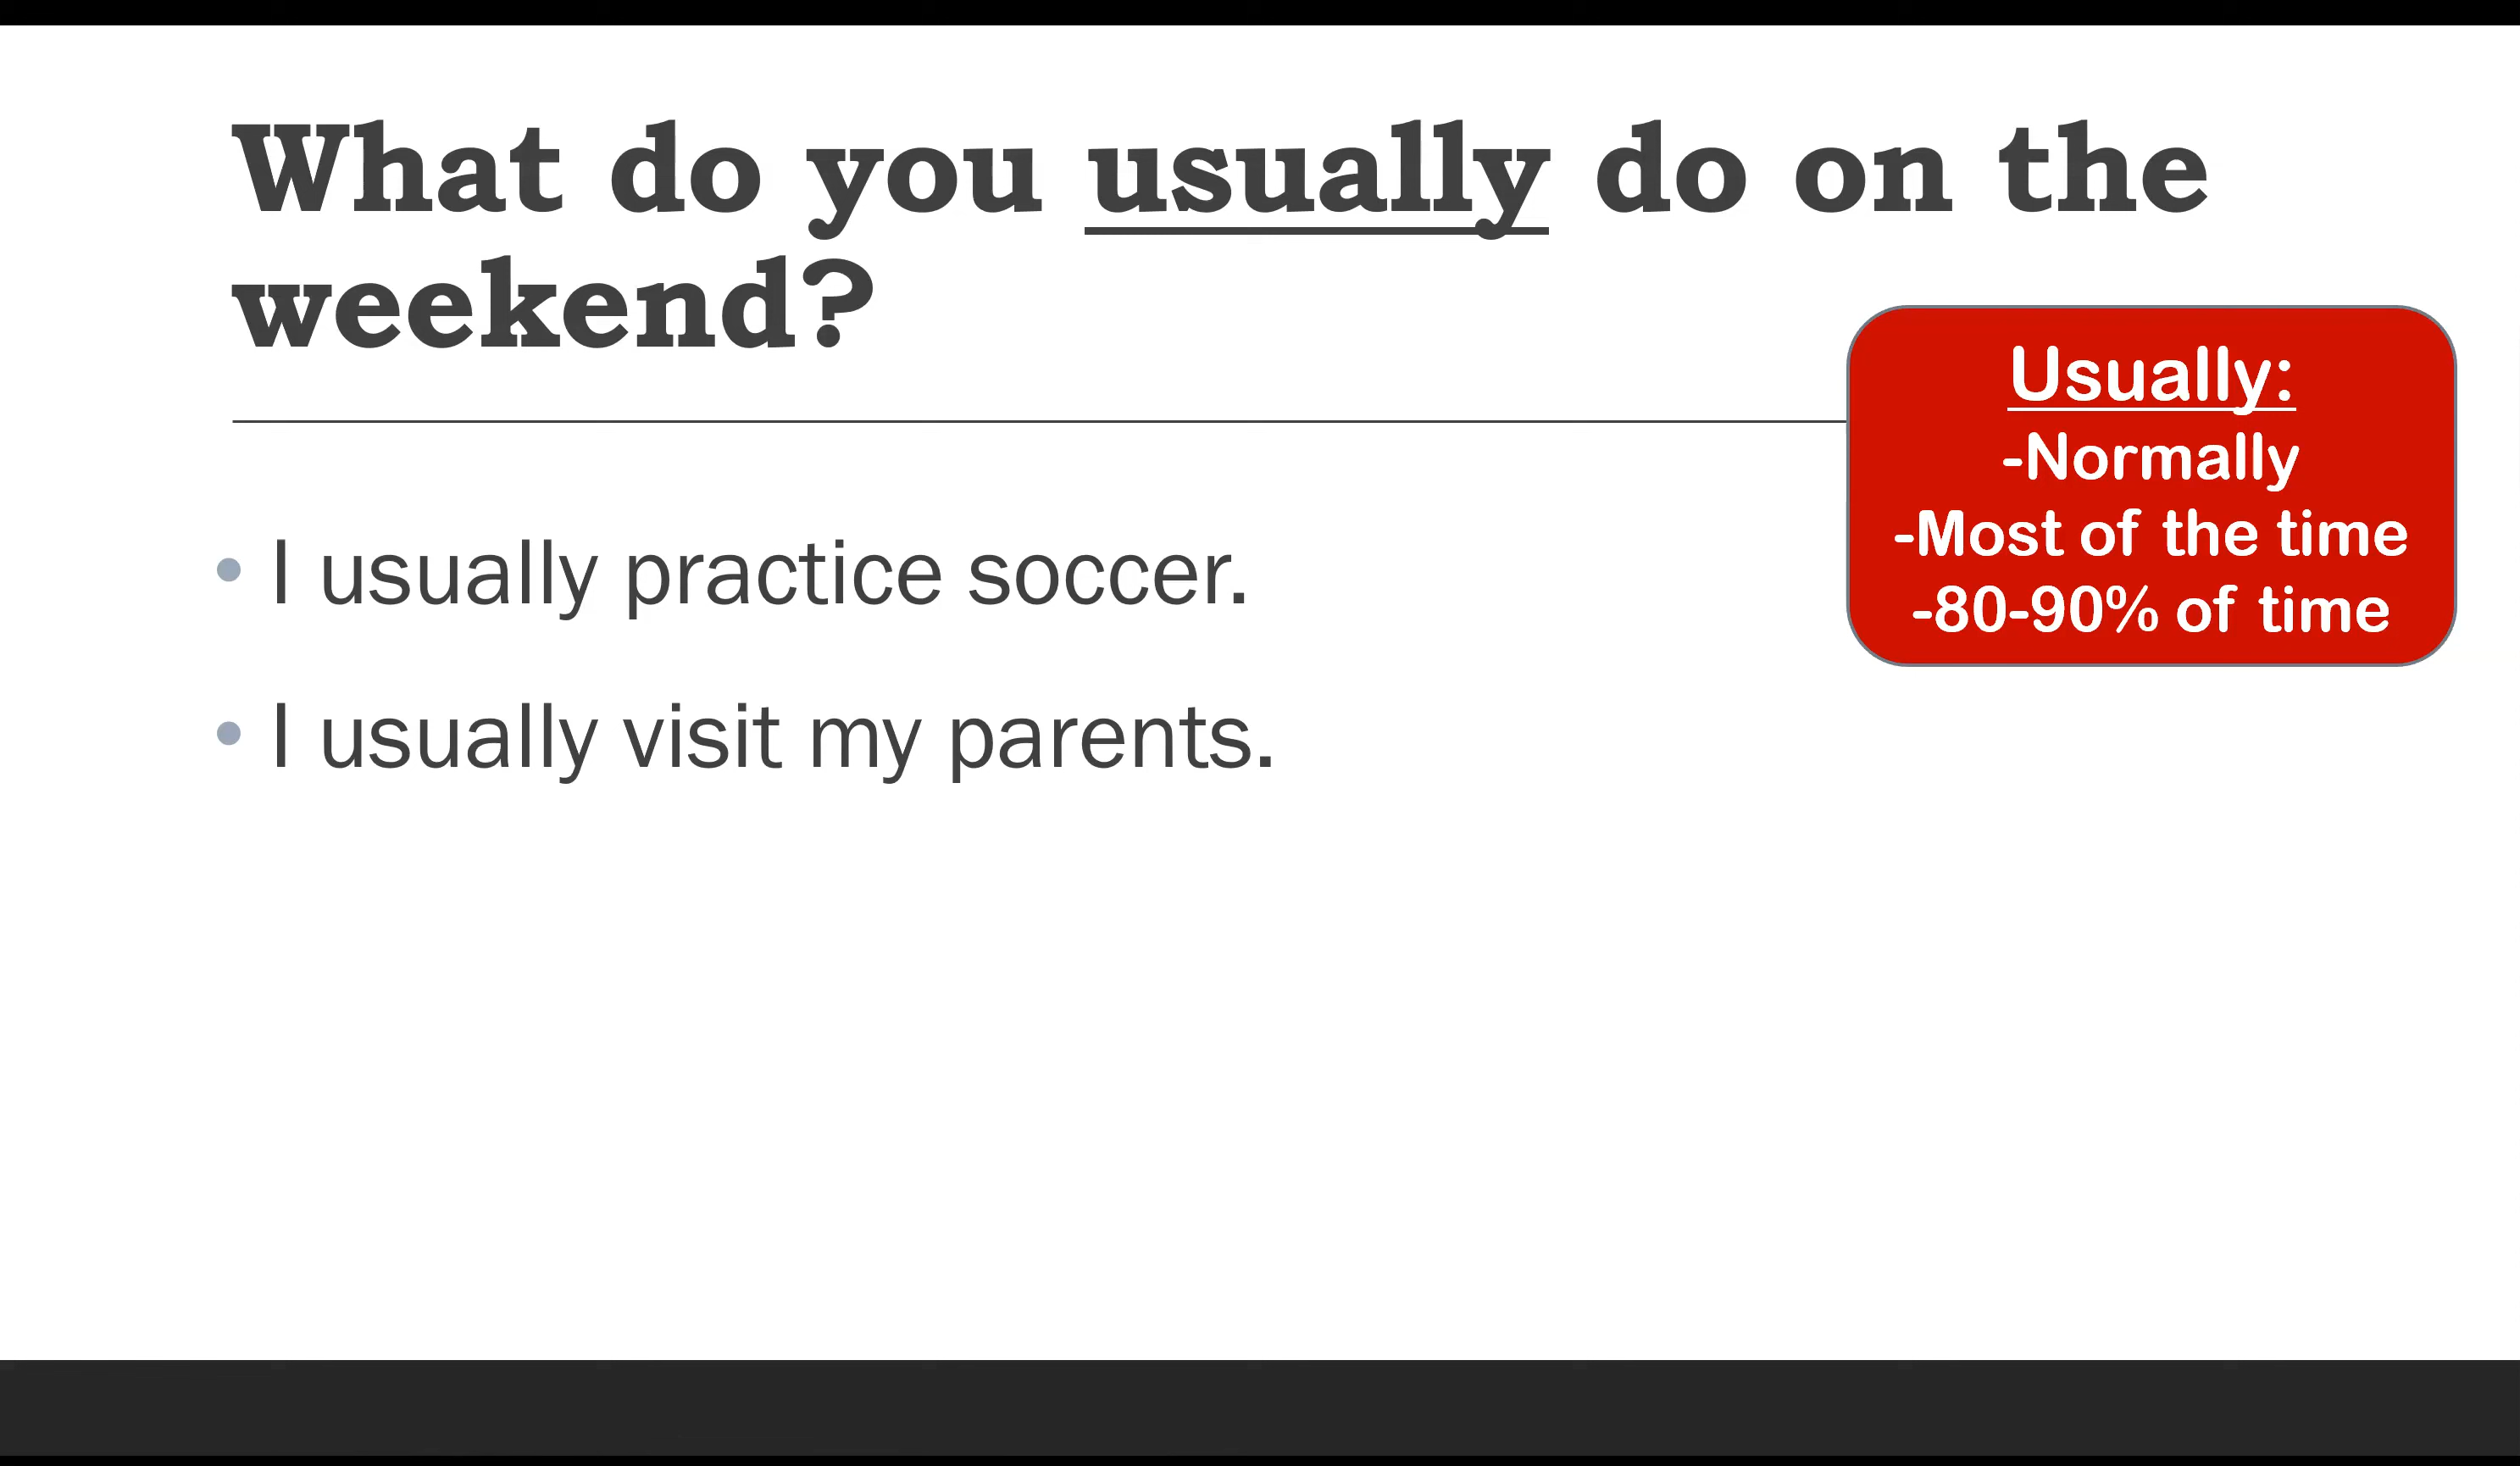 What do you usually do on the
weekend?
Usually:
-Normally
-Most of the time
-80-90% of time
I usually practice soccer.
I usually visit my parents.